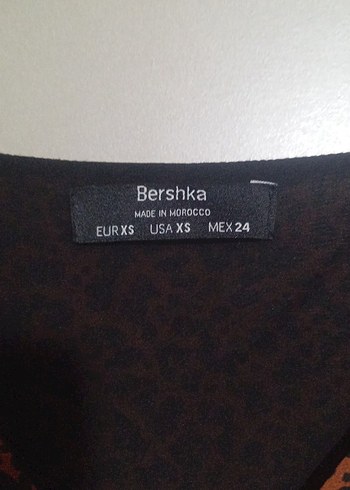 Bershka
MADE IN MOROCCO
EUR XS USA XS MEX 24